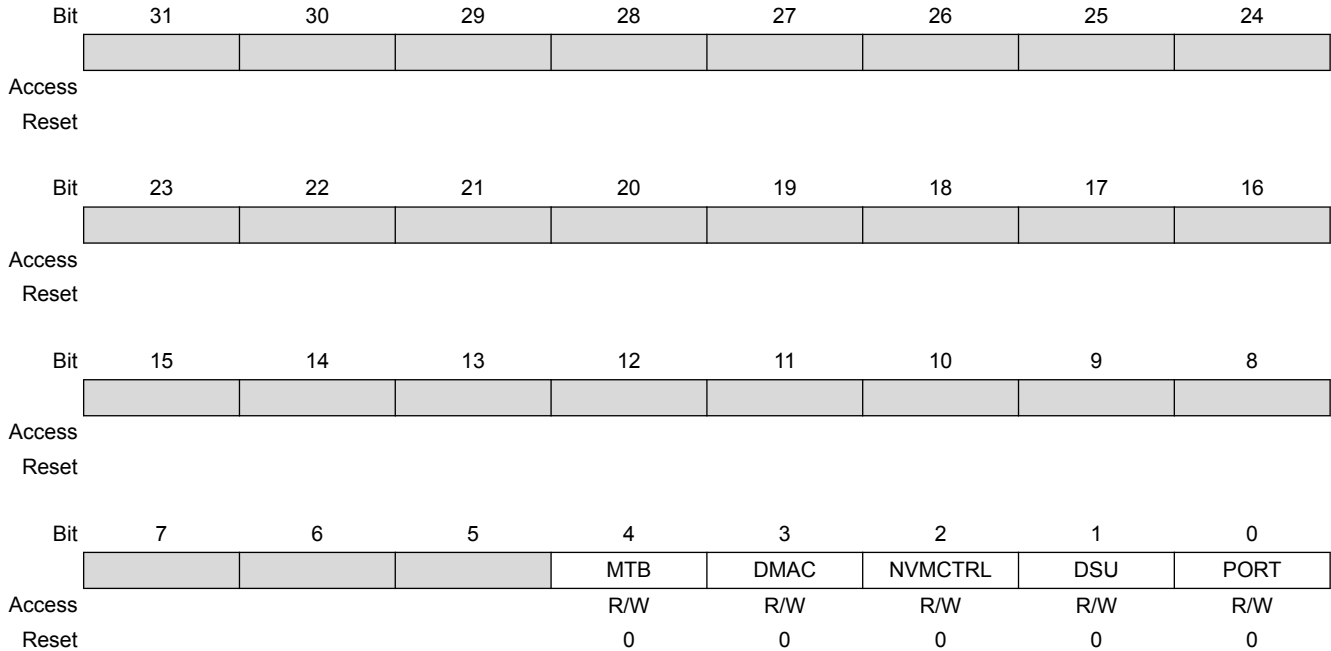 Bit 31 30 29 28 27 26 25 24
Access
Reset
Bit 23 22 21 20 19 18 17 16
Access
Reset
Bit 15 14 13 12 11 10 9 8
Access
Reset
Bit 7 6 5 4 3 2 1 0
MTB DMAC NVMCTRL DSU PORT
Access R/W R/W R/W R/W R/W
Reset 0 0 0 0 0